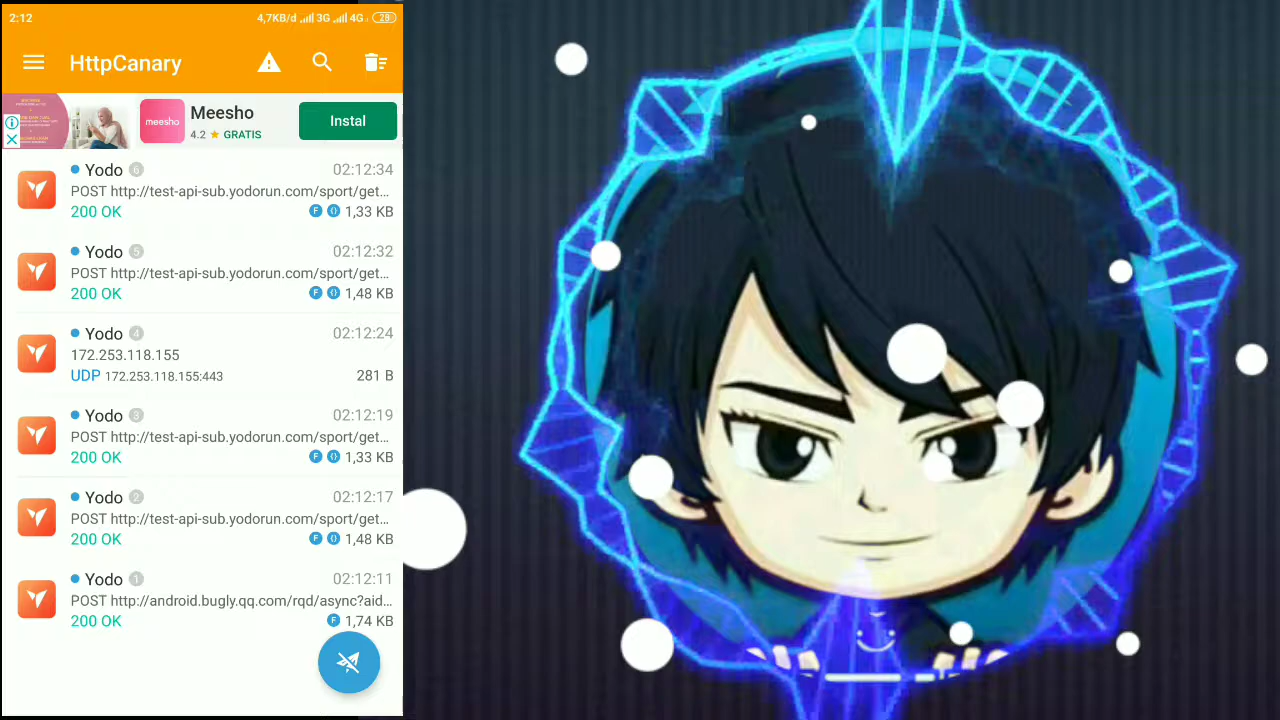 2:12
4,7KB/d 3G 4G 20
HttpCanary
meesho
Meesho
4.2 ★ GRATIS
Instal
Yodo 6 02:12:34
POST http://test-api-sub.yodorun.com/sport/get...
200 OK F {} 1,33 KB
Yodo 5 02:12:32
POST http://test-api-sub.yodorun.com/sport/get...
200 OK F {} 1,48 KB
Yodo 4 02:12:24
172.253.118.155
UDP 172.253.118.155:443 281 B
Yodo 3 02:12:19
POST http://test-api-sub.yodorun.com/sport/get...
200 OK F {} 1,33 KB
Yodo 2 02:12:17
POST http://test-api-sub.yodorun.com/sport/get...
200 OK F {} 1,48 KB
Yodo 1 02:12:11
POST http://android.bugly.qq.com/rqd/async?aid...
200 OK F 1,74 KB